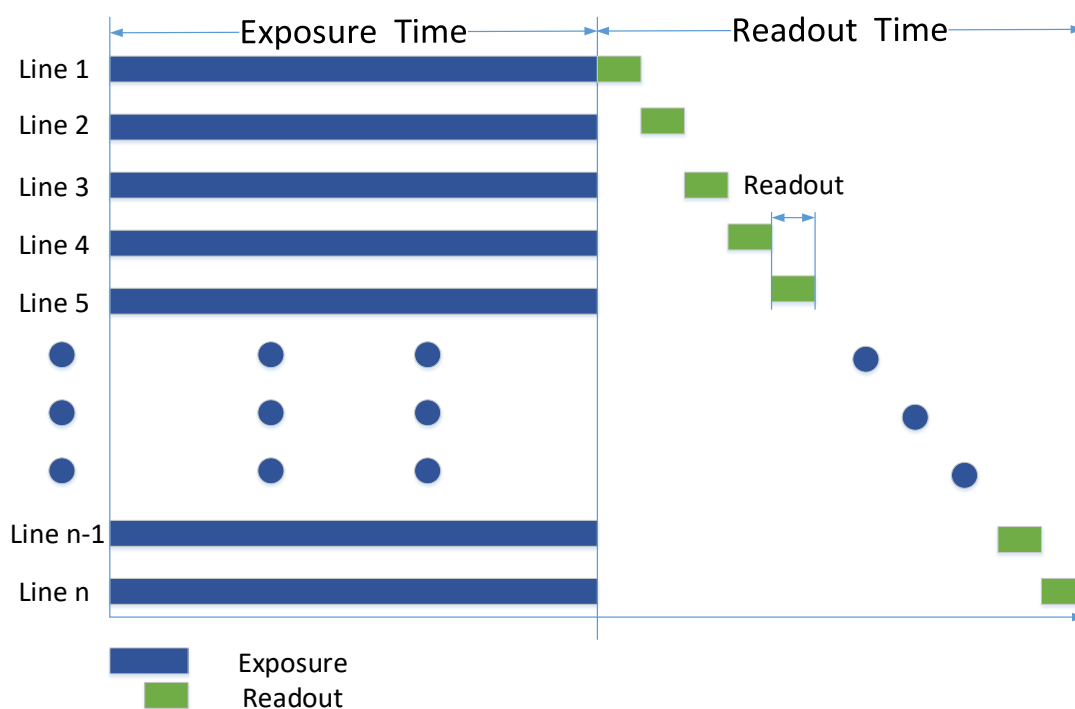 Exposure Time
Readout Time
Line 1
Line 2
Line 3
Readout
Line 4
Line 5
Line n-1
Line n
Exposure
Readout